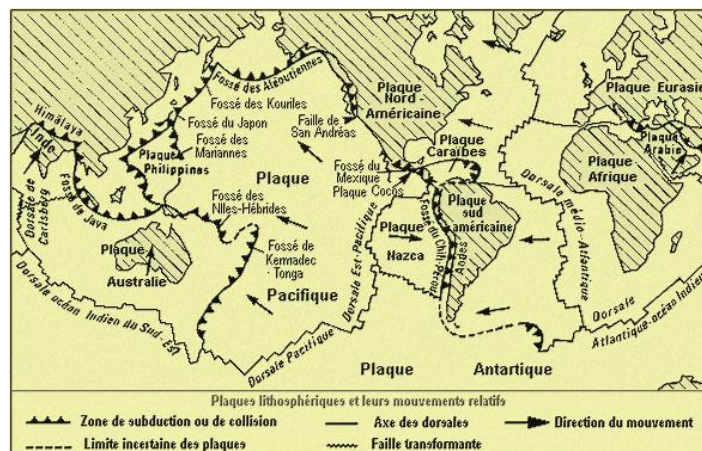 Fossé des Aléoutiennes
Fossé des Kouriles
Fossé du Japon
Fossé des
Mariannes
Plaque
Philippinas
Himálaya
Inde
Dorsale de
Carlsberg
Fossé de Java
Fossé des
Nlles-Hébrides
Plaque
Australie
Fossé de
Kermadec
-Tonga
Plaque
Pacifique
Faille de
San Andréas
Plaque
Nord-
Américaine
Plaque
Caraïbes
Fossé du
Mexique
Plaque Cocos
Dorsale Est-Pacifique
Plaque
Nazca
Fossé du Chili-Pérou
Andes
Plaque
sud
américaine
Dorsale médio-Atlantique
Plaque Eurasie
Plaque
Arabie
Plaque
Afrique
Dorsale
Atlantique-océan Indien
Dorsale océan Indien du Sud-Est
Dorsale Pacifique
Plaque
Antartique
Plaques lithosphériques et leurs mouvements relatifs
Zone de subduction ou de collision
Axe des dorsales
Direction du mouvement
Limite incertaine des plaques
Faille transformante